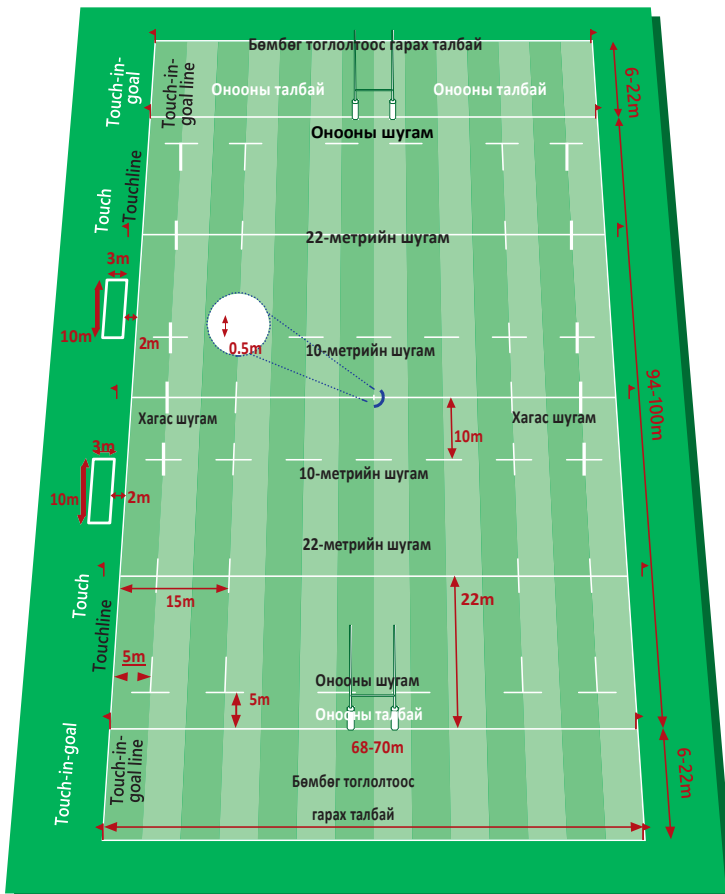 Бөмбөг тоглолтоос гарах талбай
Touch-in-
goal
Touch-in-
goal line
Онооны талбай
Онооны талбай
6-22m
Онооны шугам
Touchline
Touch
22-метрийн шугам
3m
10m
2m
0.5m
10-метрийн шугам
94-100m
Хагас шугам
Хагас шугам
10m
3m
10-метрийн шугам
10m
2m
22-метрийн шугам
Touch
15m
22m
Touchline
5m
Онооны шугам
5m
Онооны талбай
68-70m
Touch-in-goal
Touch-in-
goal line
6-22m
Бөмбөг тоглолтоос
гарах талбай